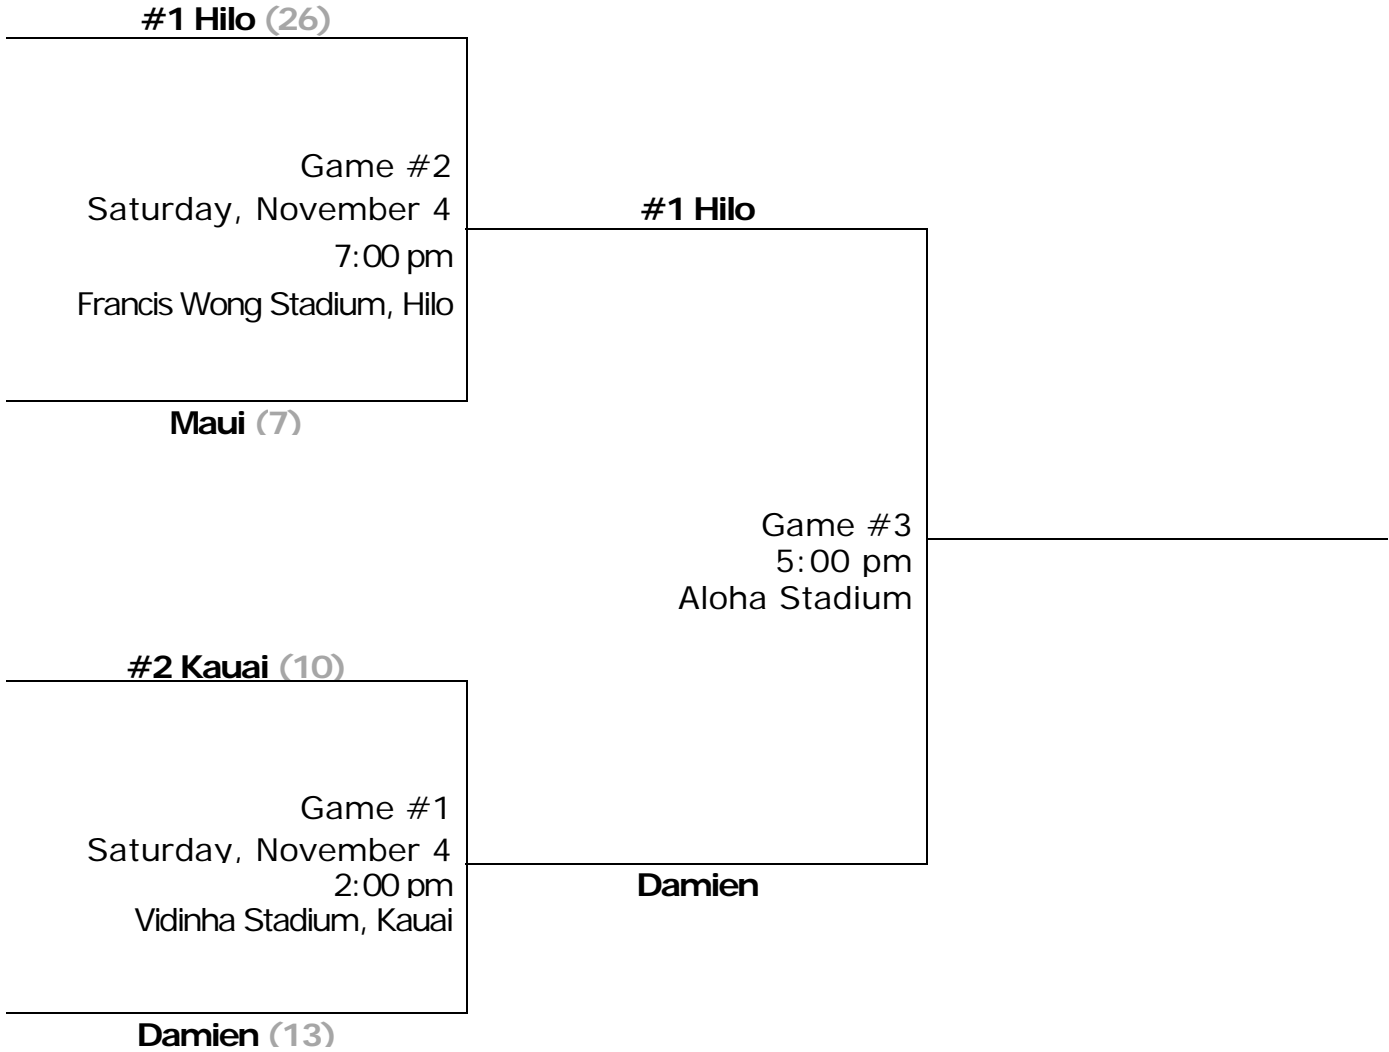 #1 Hilo (26)
Game #2
Saturday, November 4
7:00 pm
Francis Wong Stadium, Hilo
Maui (7)
#1 Hilo
Game #3
5:00 pm
Aloha Stadium
#2 Kauai (10)
Game #1
Saturday, November 4
2:00 pm
Vidinha Stadium, Kauai
Damien (13)
Damien